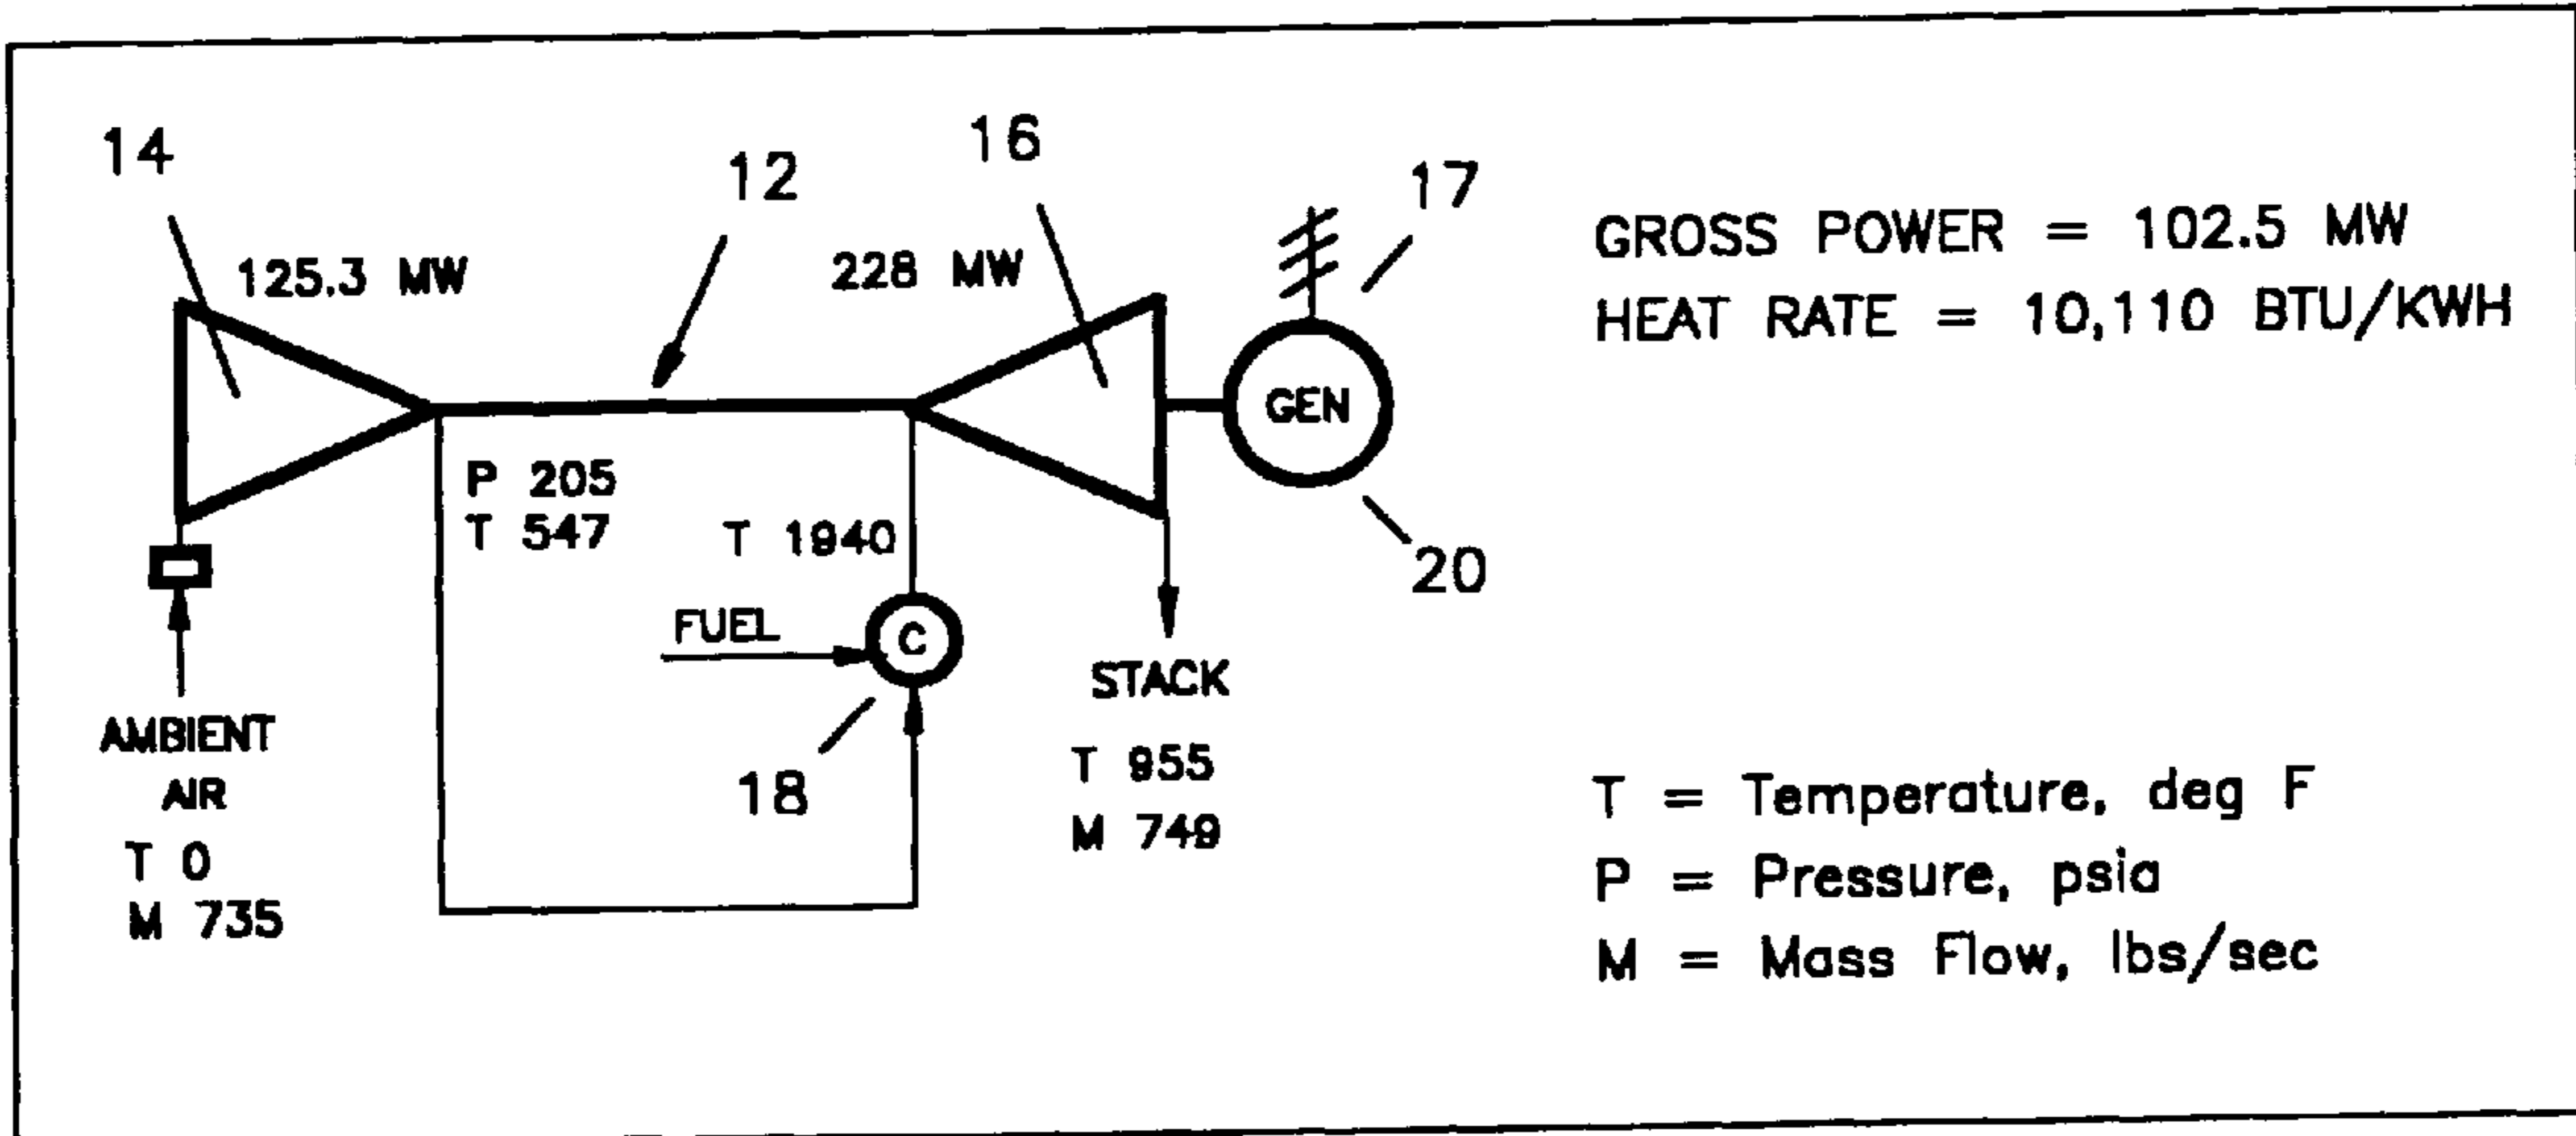 14
12
16
17
125.3 MW
228 MW
GROSS POWER = 102.5 MW
HEAT RATE = 10,110 BTU/KWH
GEN
P 205
T 547
T 1940
20
FUEL
C
STACK
AMBIENT
AIR
18
T 955
M 749
T 0
M 735
T = Temperature, deg F
P = Pressure, psia
M = Mass Flow, lbs/sec